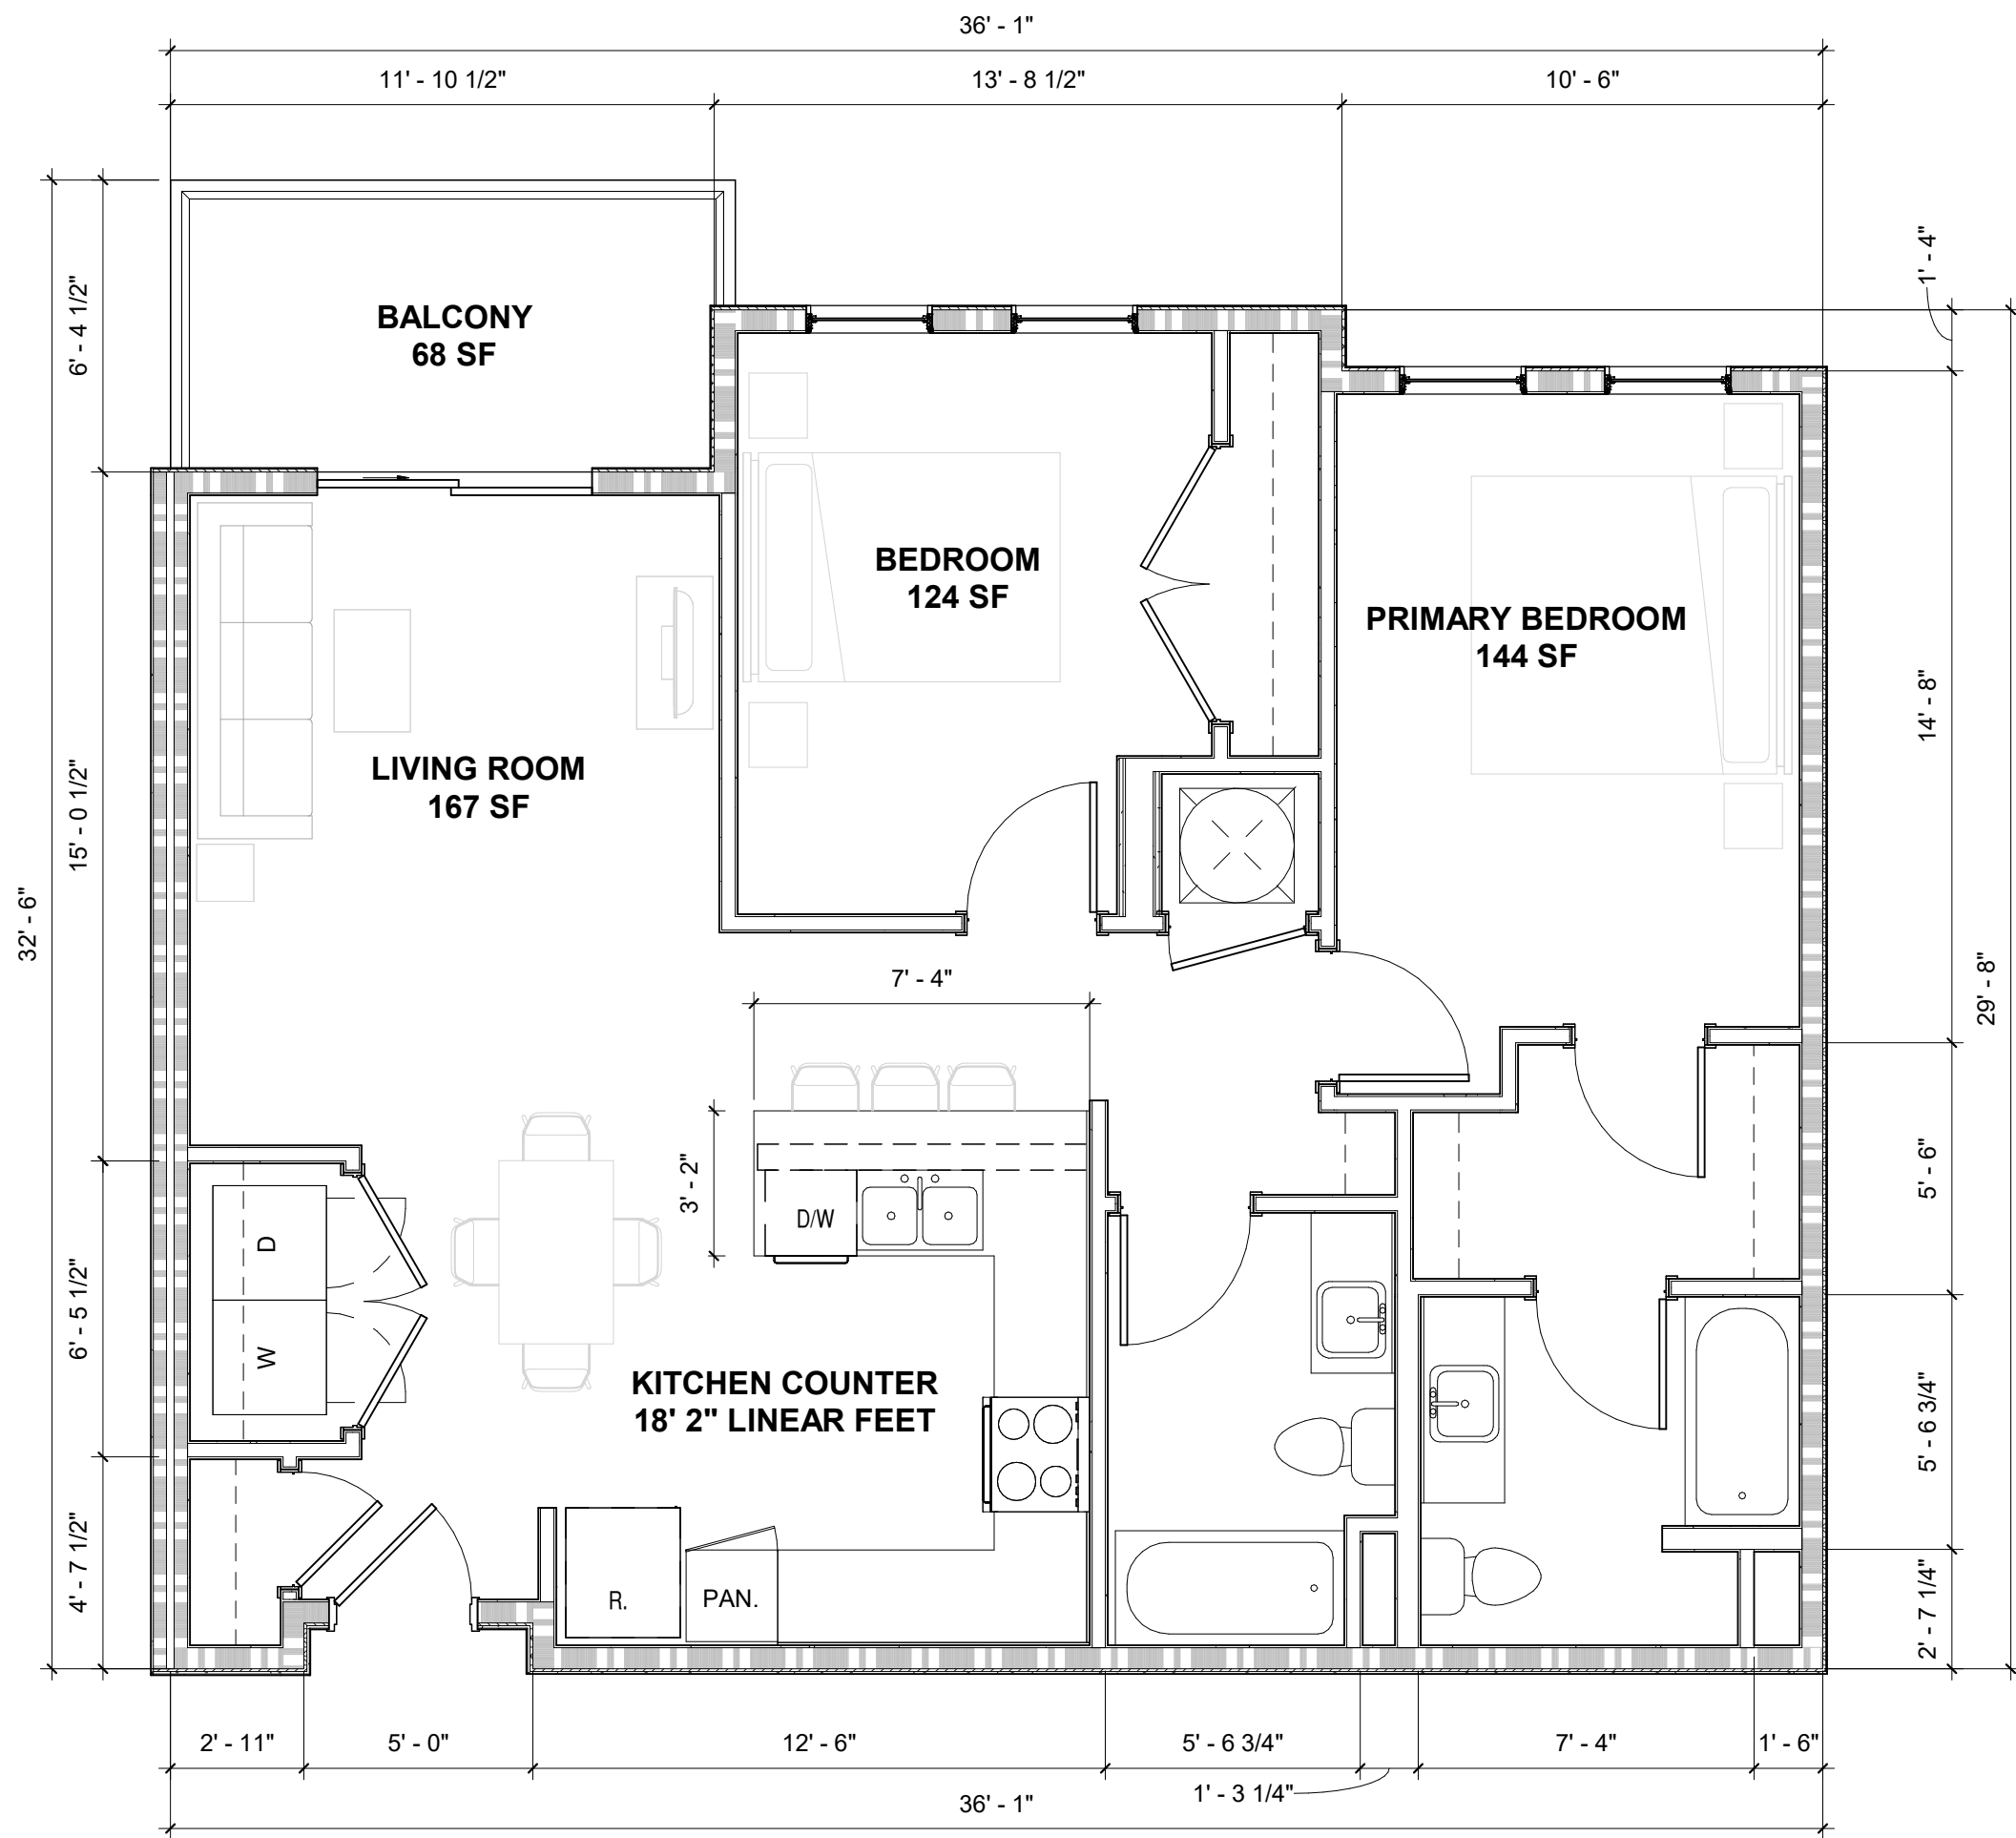 36' - 1"
11' - 10 1/2"
13' - 8 1/2"
10' - 6"
1' - 4"
6' - 4 1/2"
BALCONY
68 SF
BEDROOM
124 SF
PRIMARY BEDROOM
144 SF
14' - 8"
LIVING ROOM
167 SF
15' - 0 1/2"
32' - 6"
29' - 8"
7' - 4"
3' - 2"
5' - 6"
D/W
D
W
6' - 5 1/2"
KITCHEN COUNTER
18' 2" LINEAR FEET
5' - 6 3/4"
4' - 7 1/2"
R.
PAN.
2' - 7 1/4"
2' - 11"
5' - 0"
12' - 6"
5' - 6 3/4"
7' - 4"
1' - 6"
1' - 3 1/4"
36' - 1"